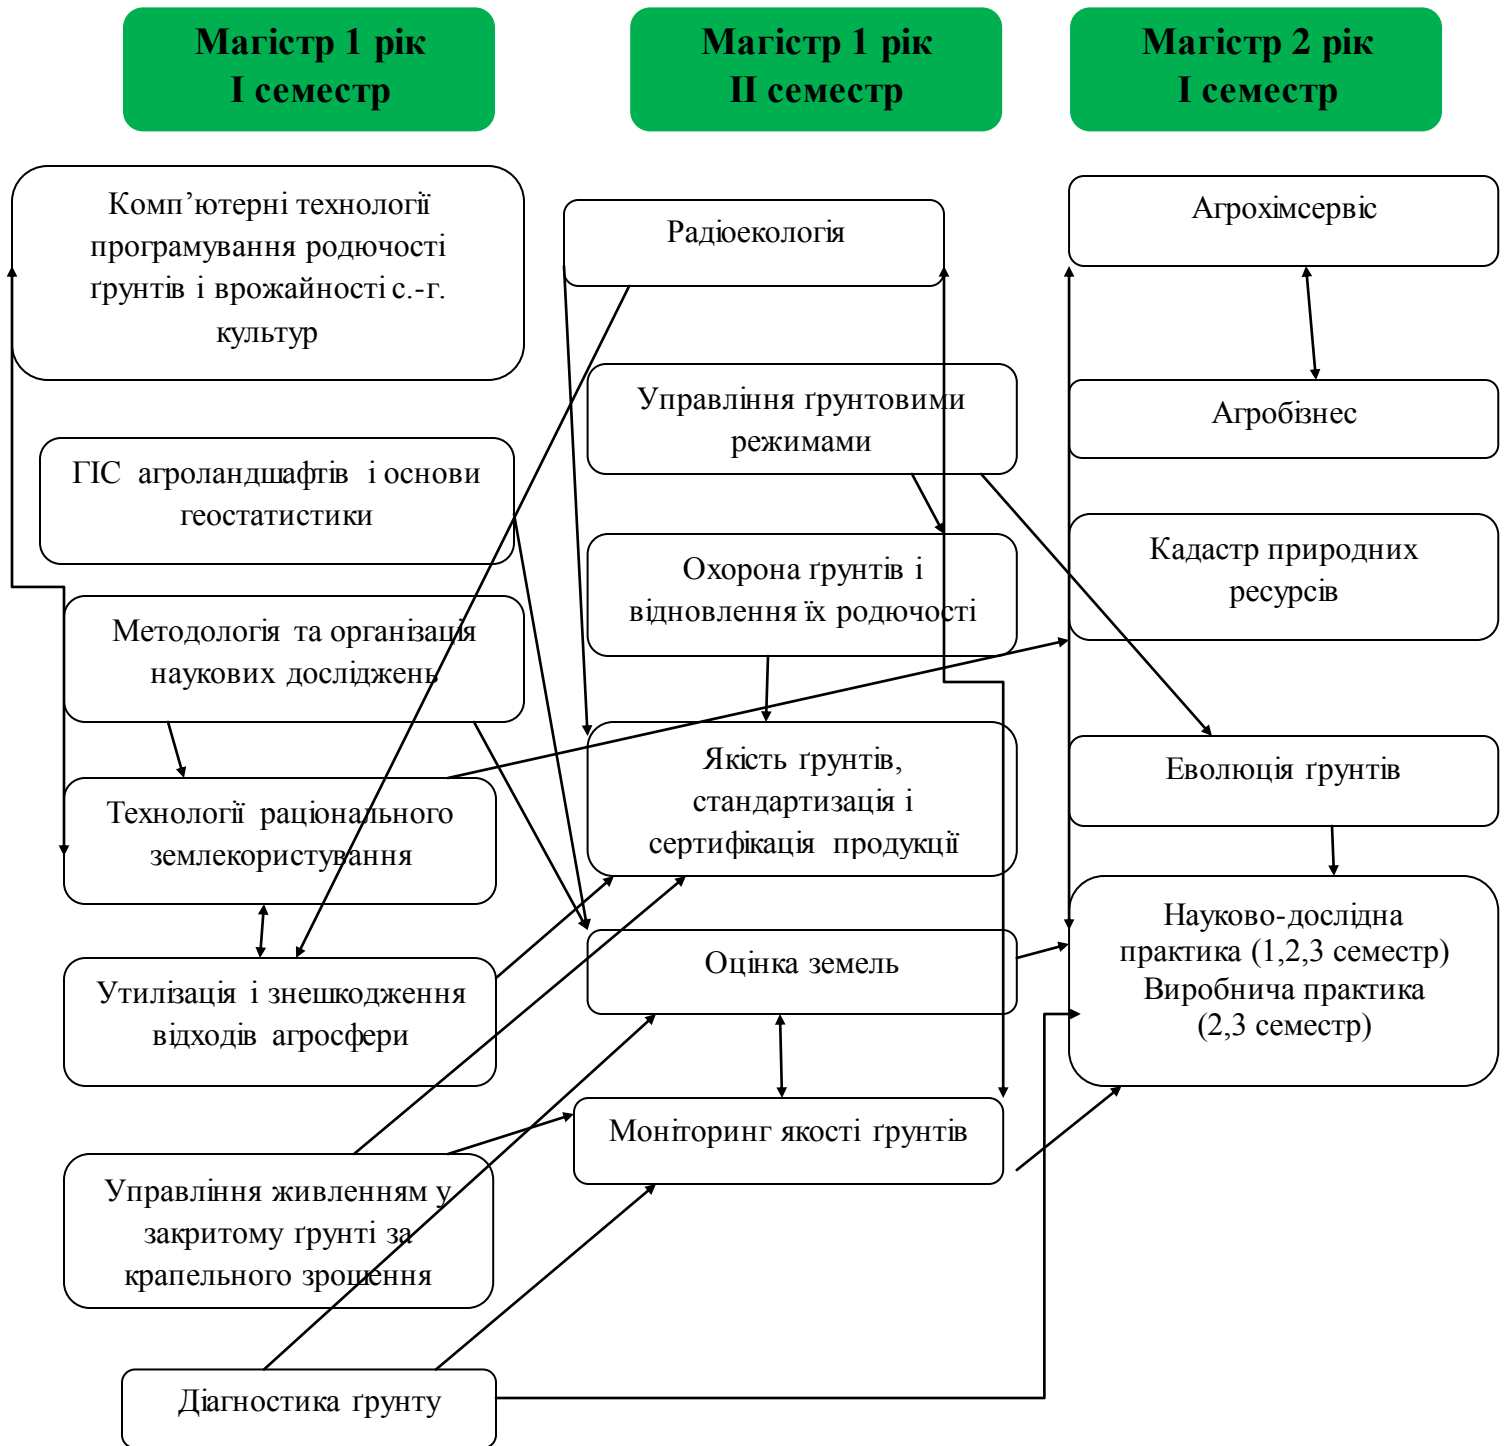 Магістр 1 рік
І семестр
Магістр 1 рік
ІІ семестр
Магістр 2 рік
І семестр
Комп’ютерні технології
програмування родючості
ґрунтів і врожайності с.-г.
культур
ГІС агроландшафтів і основи
геостатистики
Методологія та організація
наукових досліджень
Технології раціонального
землекористування
Утилізація і знешкодження
відходів агросфери
Управління живленням у
закритому ґрунті за
крапельного зрошення
Діагностика ґрунту
Радіоекологія
Управління ґрунтовими
режимами
Охорона ґрунтів і
відновлення їх родючості
Якість ґрунтів,
стандартизація і
сертифікація продукції
Оцінка земель
Моніторинг якості ґрунтів
Агрохімсервіс
Агробізнес
Кадастр природних
ресурсів
Еволюція ґрунтів
Науково-дослідна
практика (1,2,3 семестр)
Виробнича практика
(2,3 семестр)